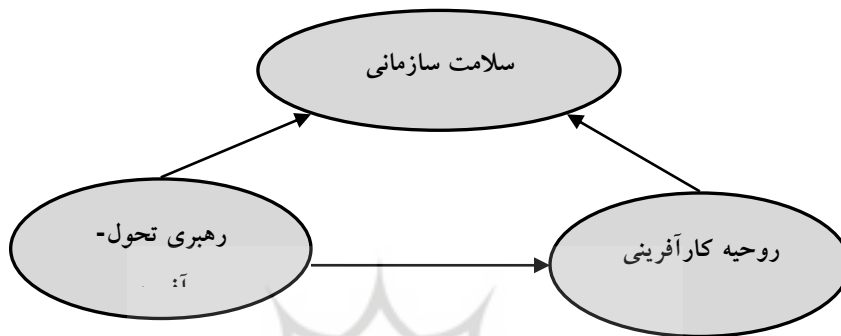 سلامت سازمانی
رهبری تحول-
روحیه کارآفرینی